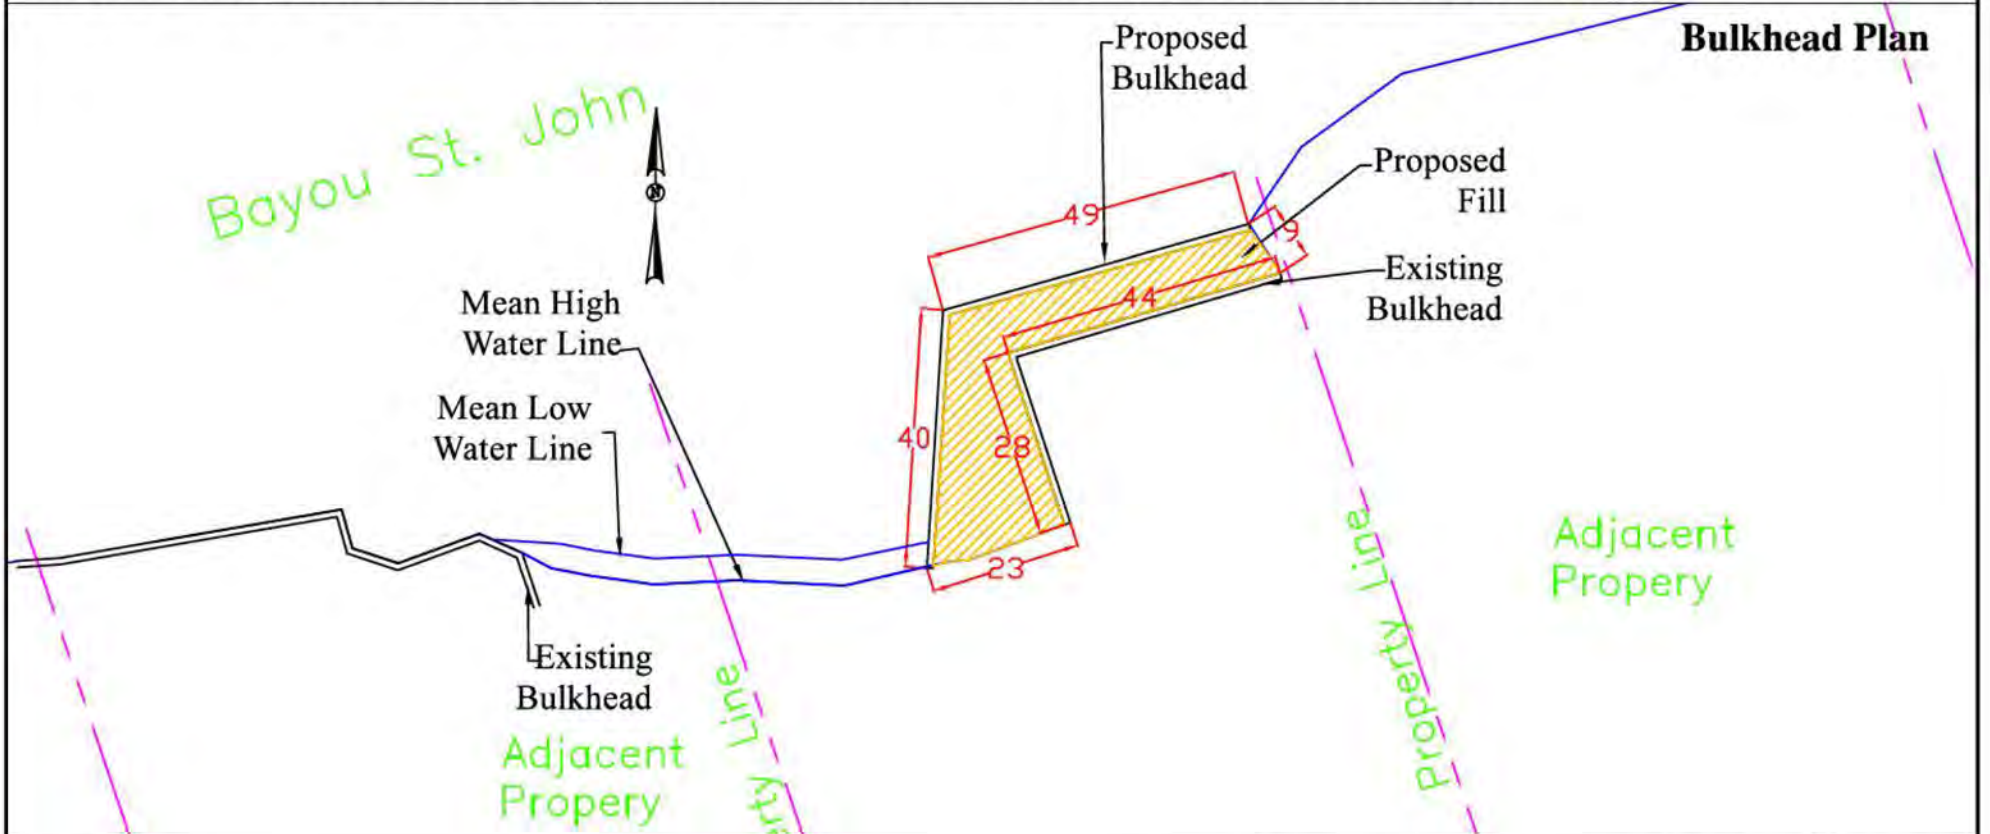 Bulkhead Plan
Proposed
Bulkhead
Bayou St. John
N
Proposed
Fill
49
9
Existing
Bulkhead
44
Mean High
Water Line
Mean Low
Water Line
40
28
23
Property Line
Adjacent
Propery
Existing
Bulkhead
erty Line
Adjacent
Propery